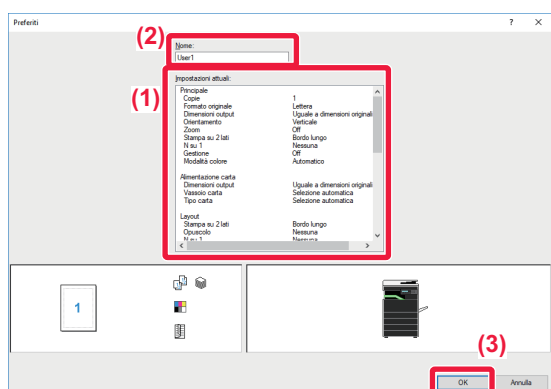 Preferiti ? ×
(2)
Nome:
User1
(1)
Impostazioni attuali:
Principale
Copie 1
Formato originale Lettera
Dimensioni output Uguale a dimensioni originali
Orientamento Verticale
Zoom Off
Stampa su 2 lati Bordo lungo
N su 1 Nessuna
Gestione Off
Modalità colore Automatico
Alimentazione carta
Dimensioni output Uguale a dimensioni originali
Vassoio carta Selezione automatica
Tipo carta Selezione automatica
Layout
Stampa su 2 lati Bordo lungo
Opuscolo Nessuna
N su 1 Nessuna
1
(3)
OK Annulla